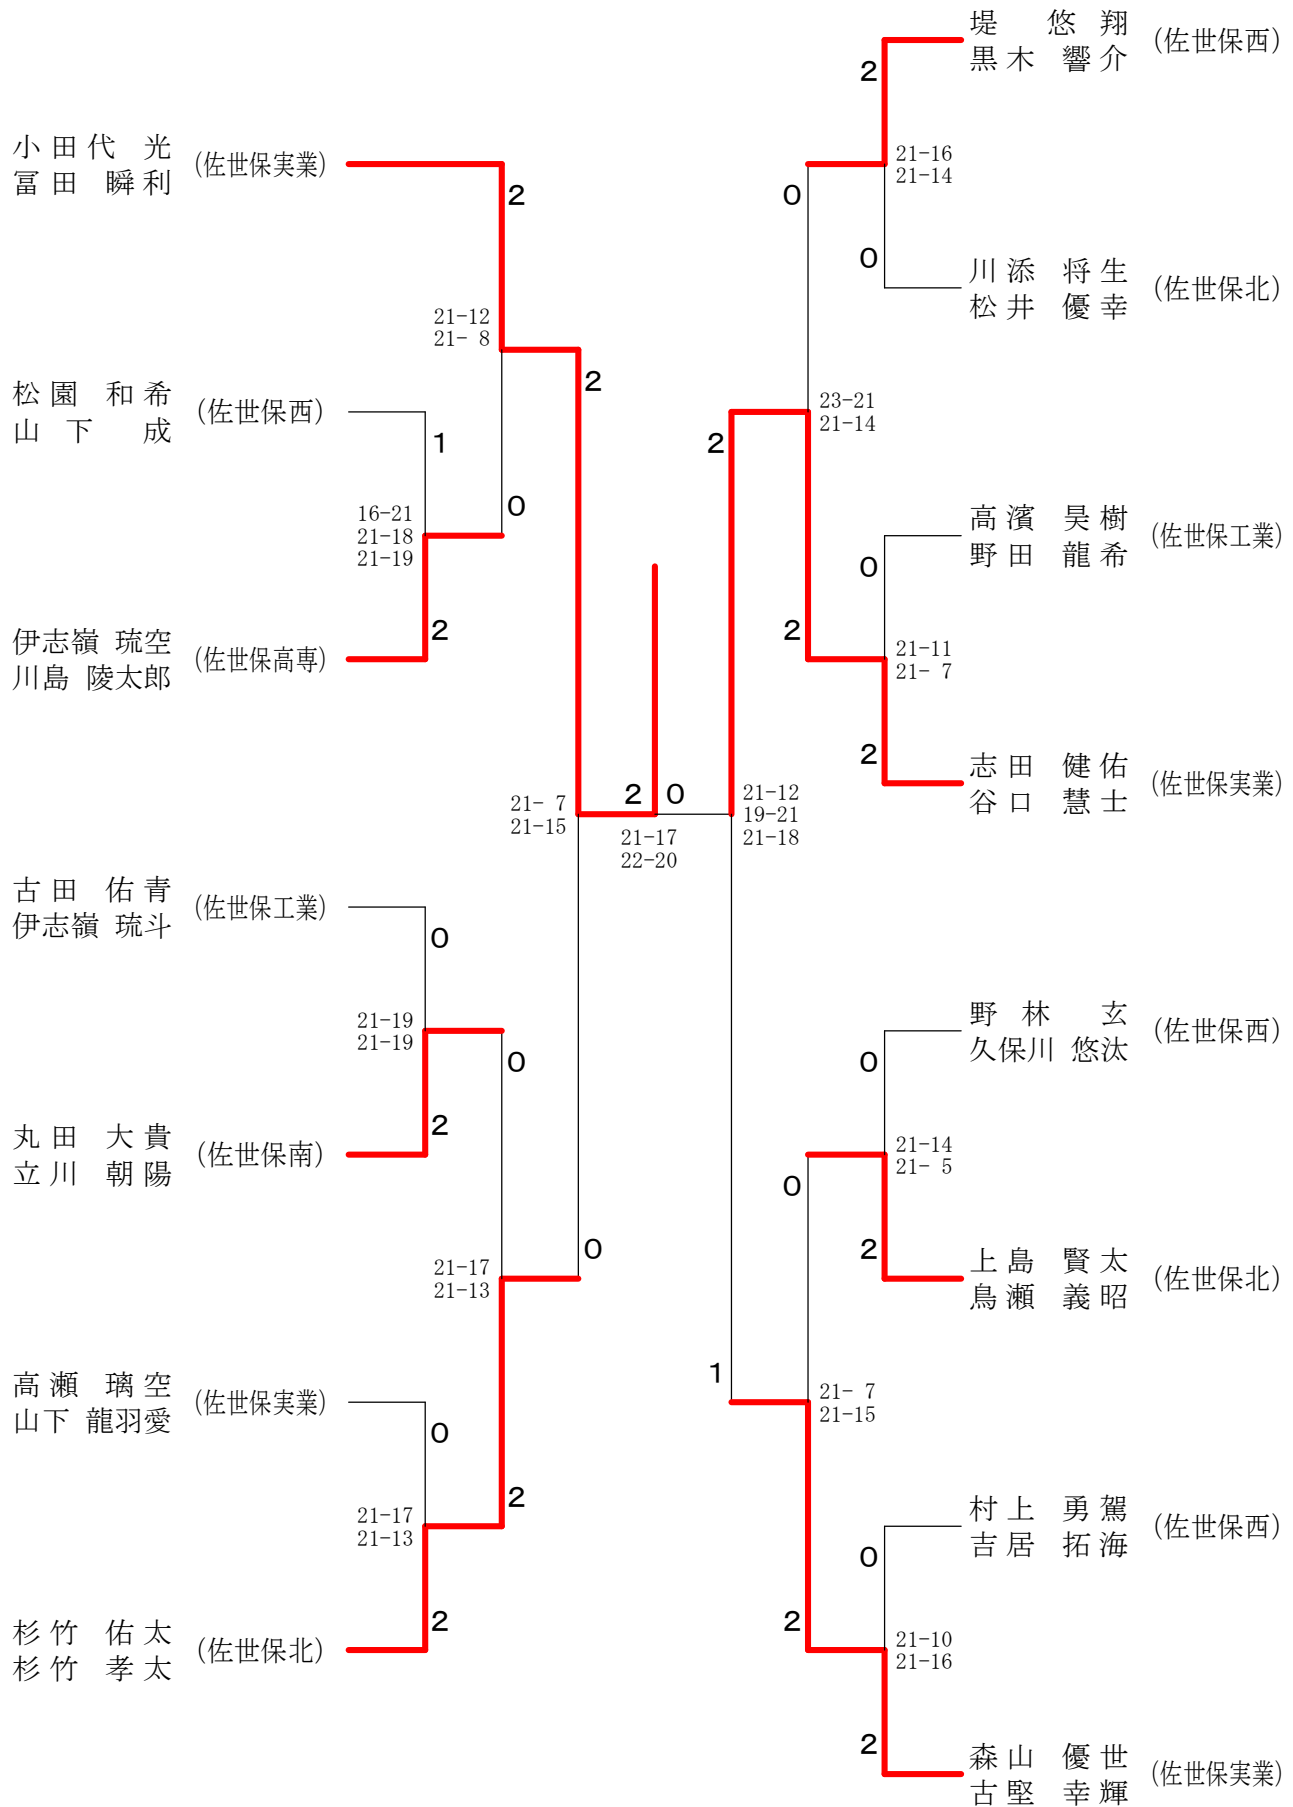 小田代 光
冨田 瞬利
(佐世保実業)
2
21-12
21- 8
松園 和希
山下 成
(佐世保西)
1
16-21
21-18
21-19
0
伊志嶺 琉空
川島 陵太郎
(佐世保高専)
2
2
21- 7
21-15
古田 佑青
伊志嶺 琉斗
(佐世保工業)
0
21-19
21-19
0
丸田 大貴
立川 朝陽
(佐世保南)
2
0
21-17
21-13
高瀬 璃空
山下 龍羽愛
(佐世保実業)
0
21-17
21-13
2
杉竹 佑太
杉竹 孝太
(佐世保北)
2
2 0
21-17
22-20
堤 悠翔
黒木 響介
(佐世保西)
2
21-16
21-14
0
0
川添 将生
松井 優幸
(佐世保北)
23-21
21-14
2
高濱 昊樹
野田 龍希
(佐世保工業)
0
21-11
21- 7
2
2
志田 健佑
谷口 慧士
(佐世保実業)
21-12
19-21
21-18
野林 玄
久保川 悠汰
(佐世保西)
0
21-14
21- 5
0
2
上島 賢太
鳥瀬 義昭
(佐世保北)
1
21- 7
21-15
村上 勇駕
吉居 拓海
(佐世保西)
0
21-10
21-16
2
2
森山 優世
古堅 幸輝
(佐世保実業)